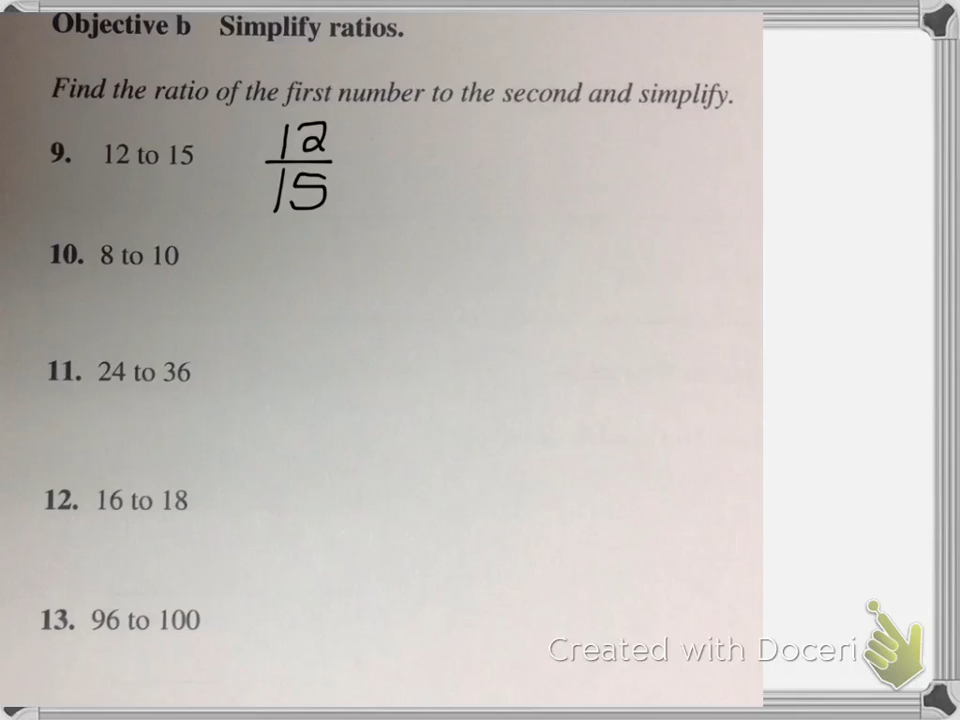 Objective b Simplify ratios.
Find the ratio of the first number to the second and simplify.
9. 12 to 15 12/15
10. 8 to 10
11. 24 to 36
12. 16 to 18
13. 96 to 100
Created with Doceri